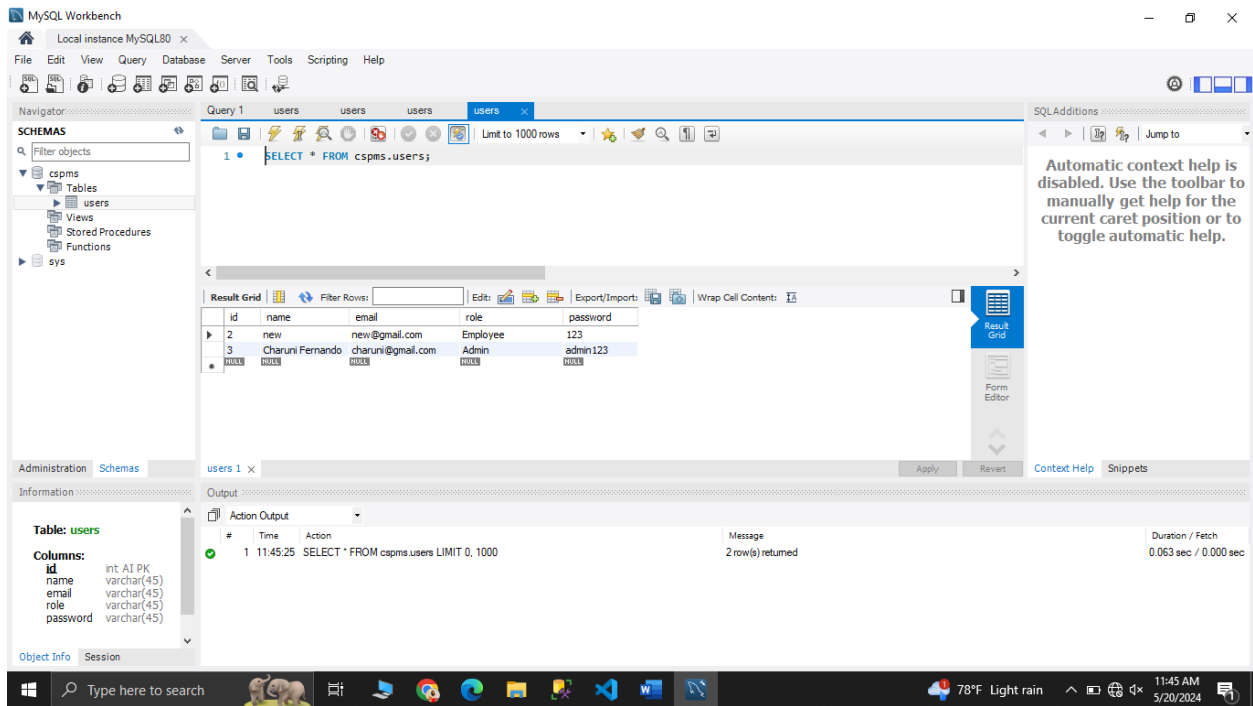 MySQL Workbench
Local instance MySQL80
File Edit View Query Database Server Tools Scripting Help
Navigator
SCHEMAS
Filter objects
cspms
Tables
users
Views
Stored Procedures
Functions
sys
Administration Schemas
Query 1 users users users users
Limit to 1000 rows
1 SELECT * FROM cspms.users;
Result Grid Filter Rows: Edit: Export/Import: Wrap Cell Content:
id name email role password
2 new new@gmail.com Employee 123
3 Charuni Fernando charuni@gmail.com Admin admin123
NULL NULL NULL NULL NULL
Result
Grid
Form
Editor
users 1
Apply Revert
SQLAdditions
Jump to
Automatic context help is
disabled. Use the toolbar to
manually get help for the
current caret position or to
toggle automatic help.
Context Help Snippets
Information
Table: users
Columns:
id int AI PK
name varchar(45)
email varchar(45)
role varchar(45)
password varchar(45)
Object Info Session
Output
Action Output
# Time Action Message Duration / Fetch
1 11:45:25 SELECT * FROM cspms.users LIMIT 0, 1000 2 row(s) returned 0.063 sec / 0.000 sec
Type here to search
78°F Light rain
11:45 AM
5/20/2024